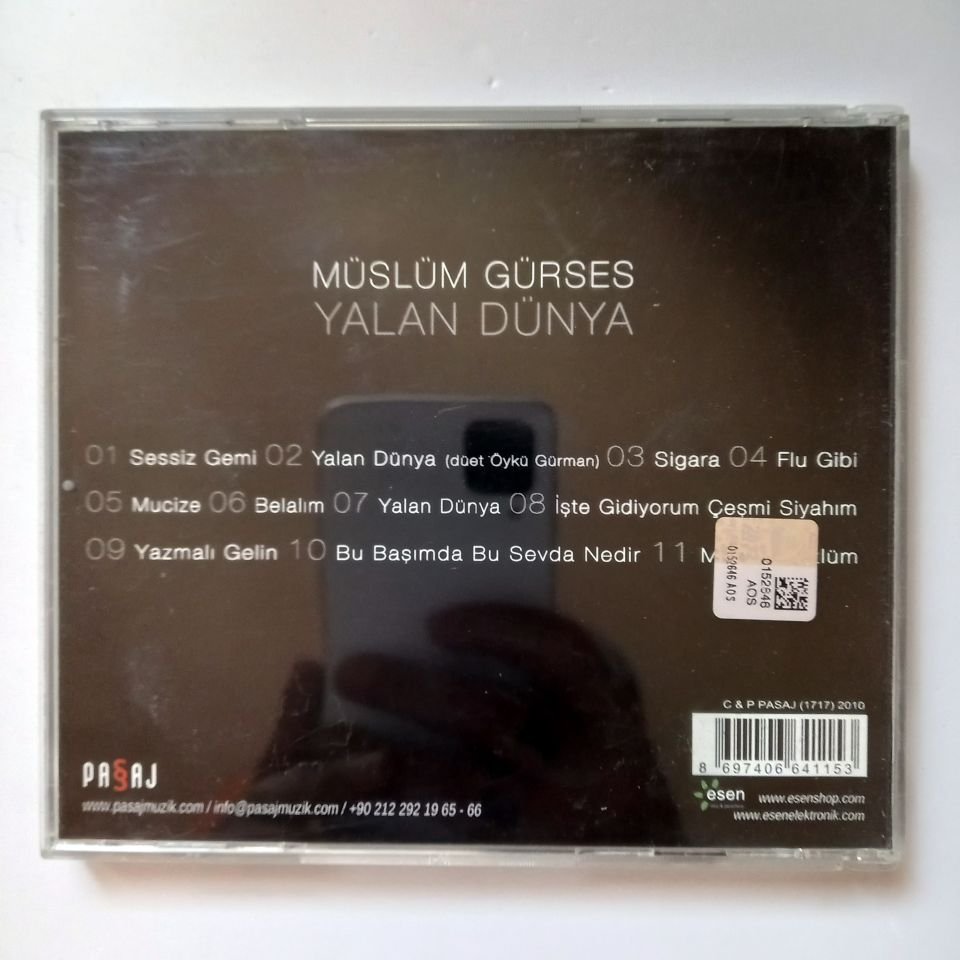 MÜSLÜM GÜRSES
YALAN DÜNYA
01 Sessiz Gemi 02 Yalan Dünya (düet Öykü Gürman) 03 Sigara 04 Flu Gibi
05 Mucize 06 Belalım 07 Yalan Dünya 08 İşte Gidiyorum Çeşmi Siyahım
09 Yazmalı Gelin 10 Bu Başımda Bu Sevda Nedir 11
0152646 AOS
0152646
AOS
C & P PASAJ (1717) 2010
8 697406 641153
PASAJ
www.pasajmuzik.com / info@pasajmuzik.com / +90 212 292 19 65 - 66
esen
www.esenshop.com
www.esenelektronik.com